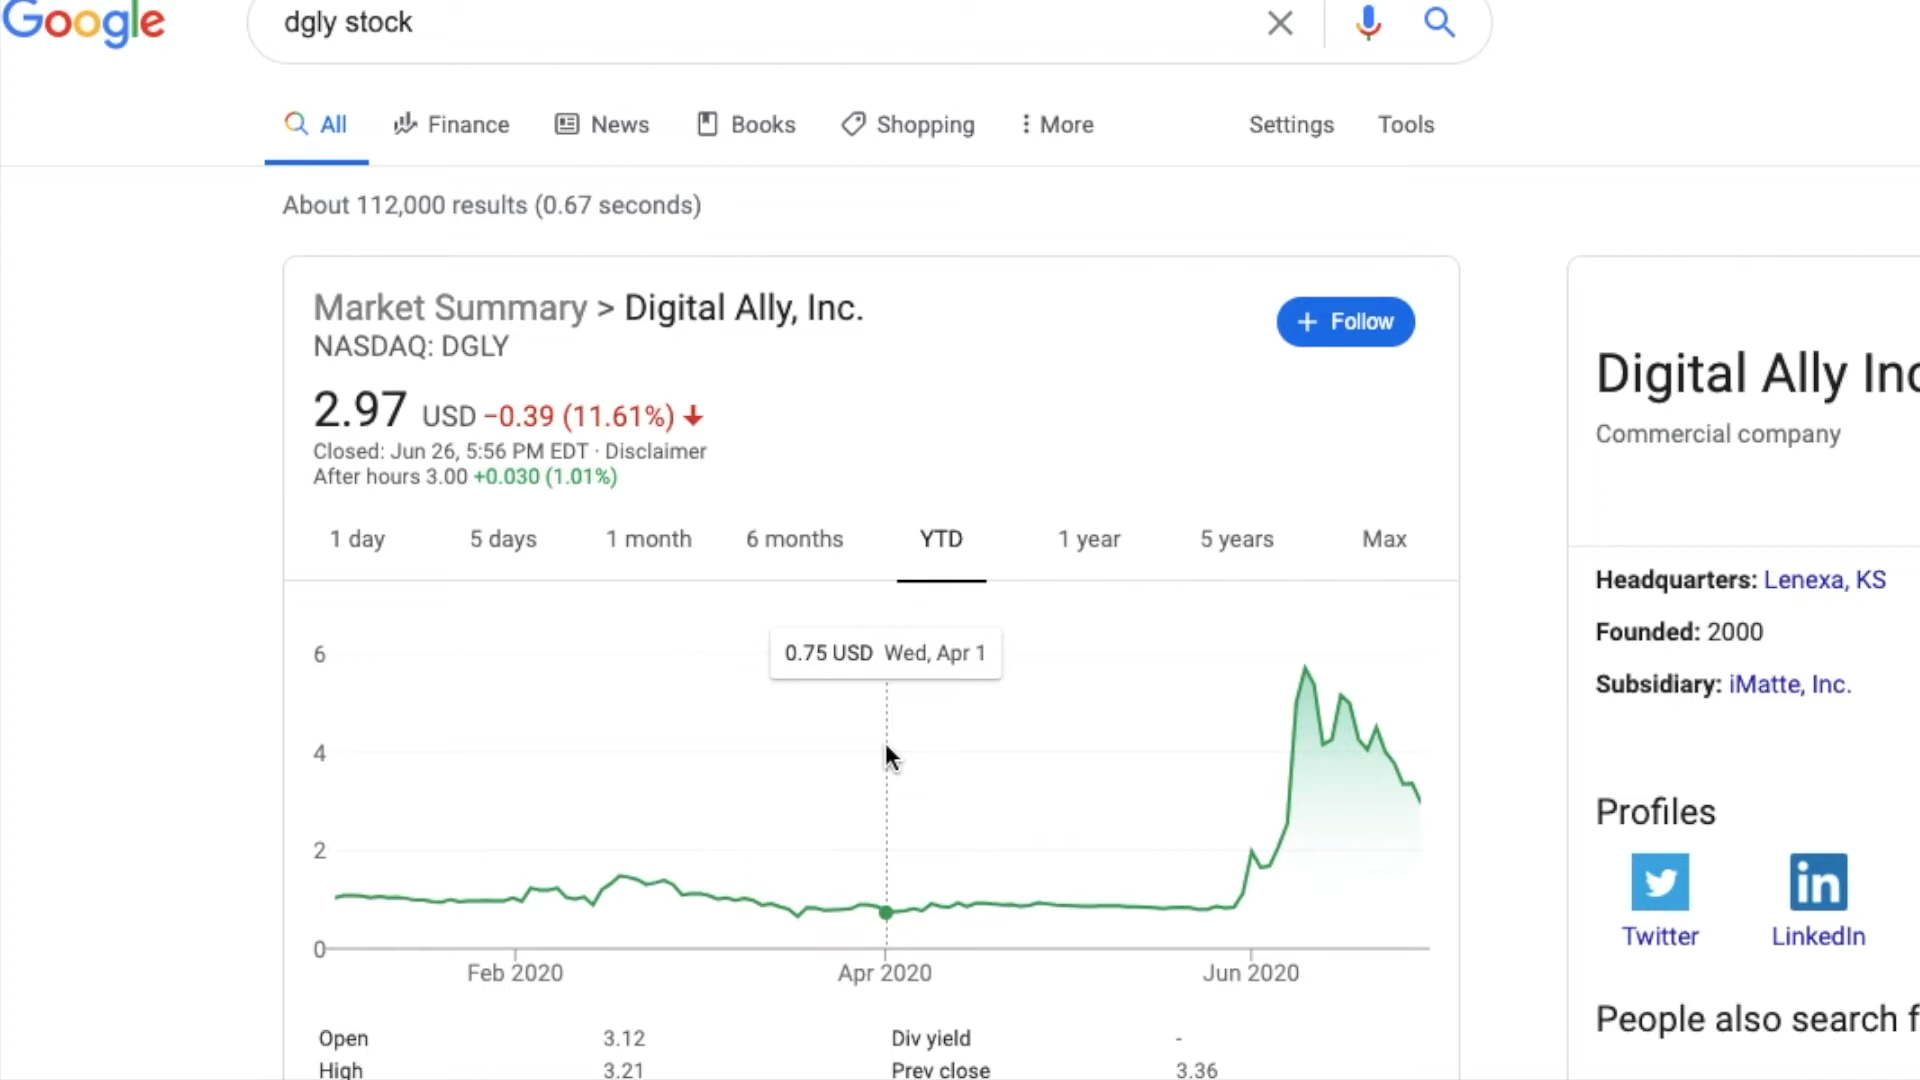 Google
dgly stock
All Finance News Books Shopping More Settings Tools
About 112,000 results (0.67 seconds)
Market Summary > Digital Ally, Inc.
NASDAQ: DGLY
+ Follow
2.97 USD −0.39 (11.61%)
Closed: Jun 26, 5:56 PM EDT · Disclaimer
After hours 3.00 +0.030 (1.01%)
1 day 5 days 1 month 6 months YTD 1 year 5 years Max
0.75 USD Wed, Apr 1
6
4
2
0
Feb 2020 Apr 2020 Jun 2020
Open 3.12 Div yield -
High 3.21 Prev close 3.36
Digital Ally Inc
Commercial company
Headquarters: Lenexa, KS
Founded: 2000
Subsidiary: iMatte, Inc.
Profiles
Twitter LinkedIn
People also search f